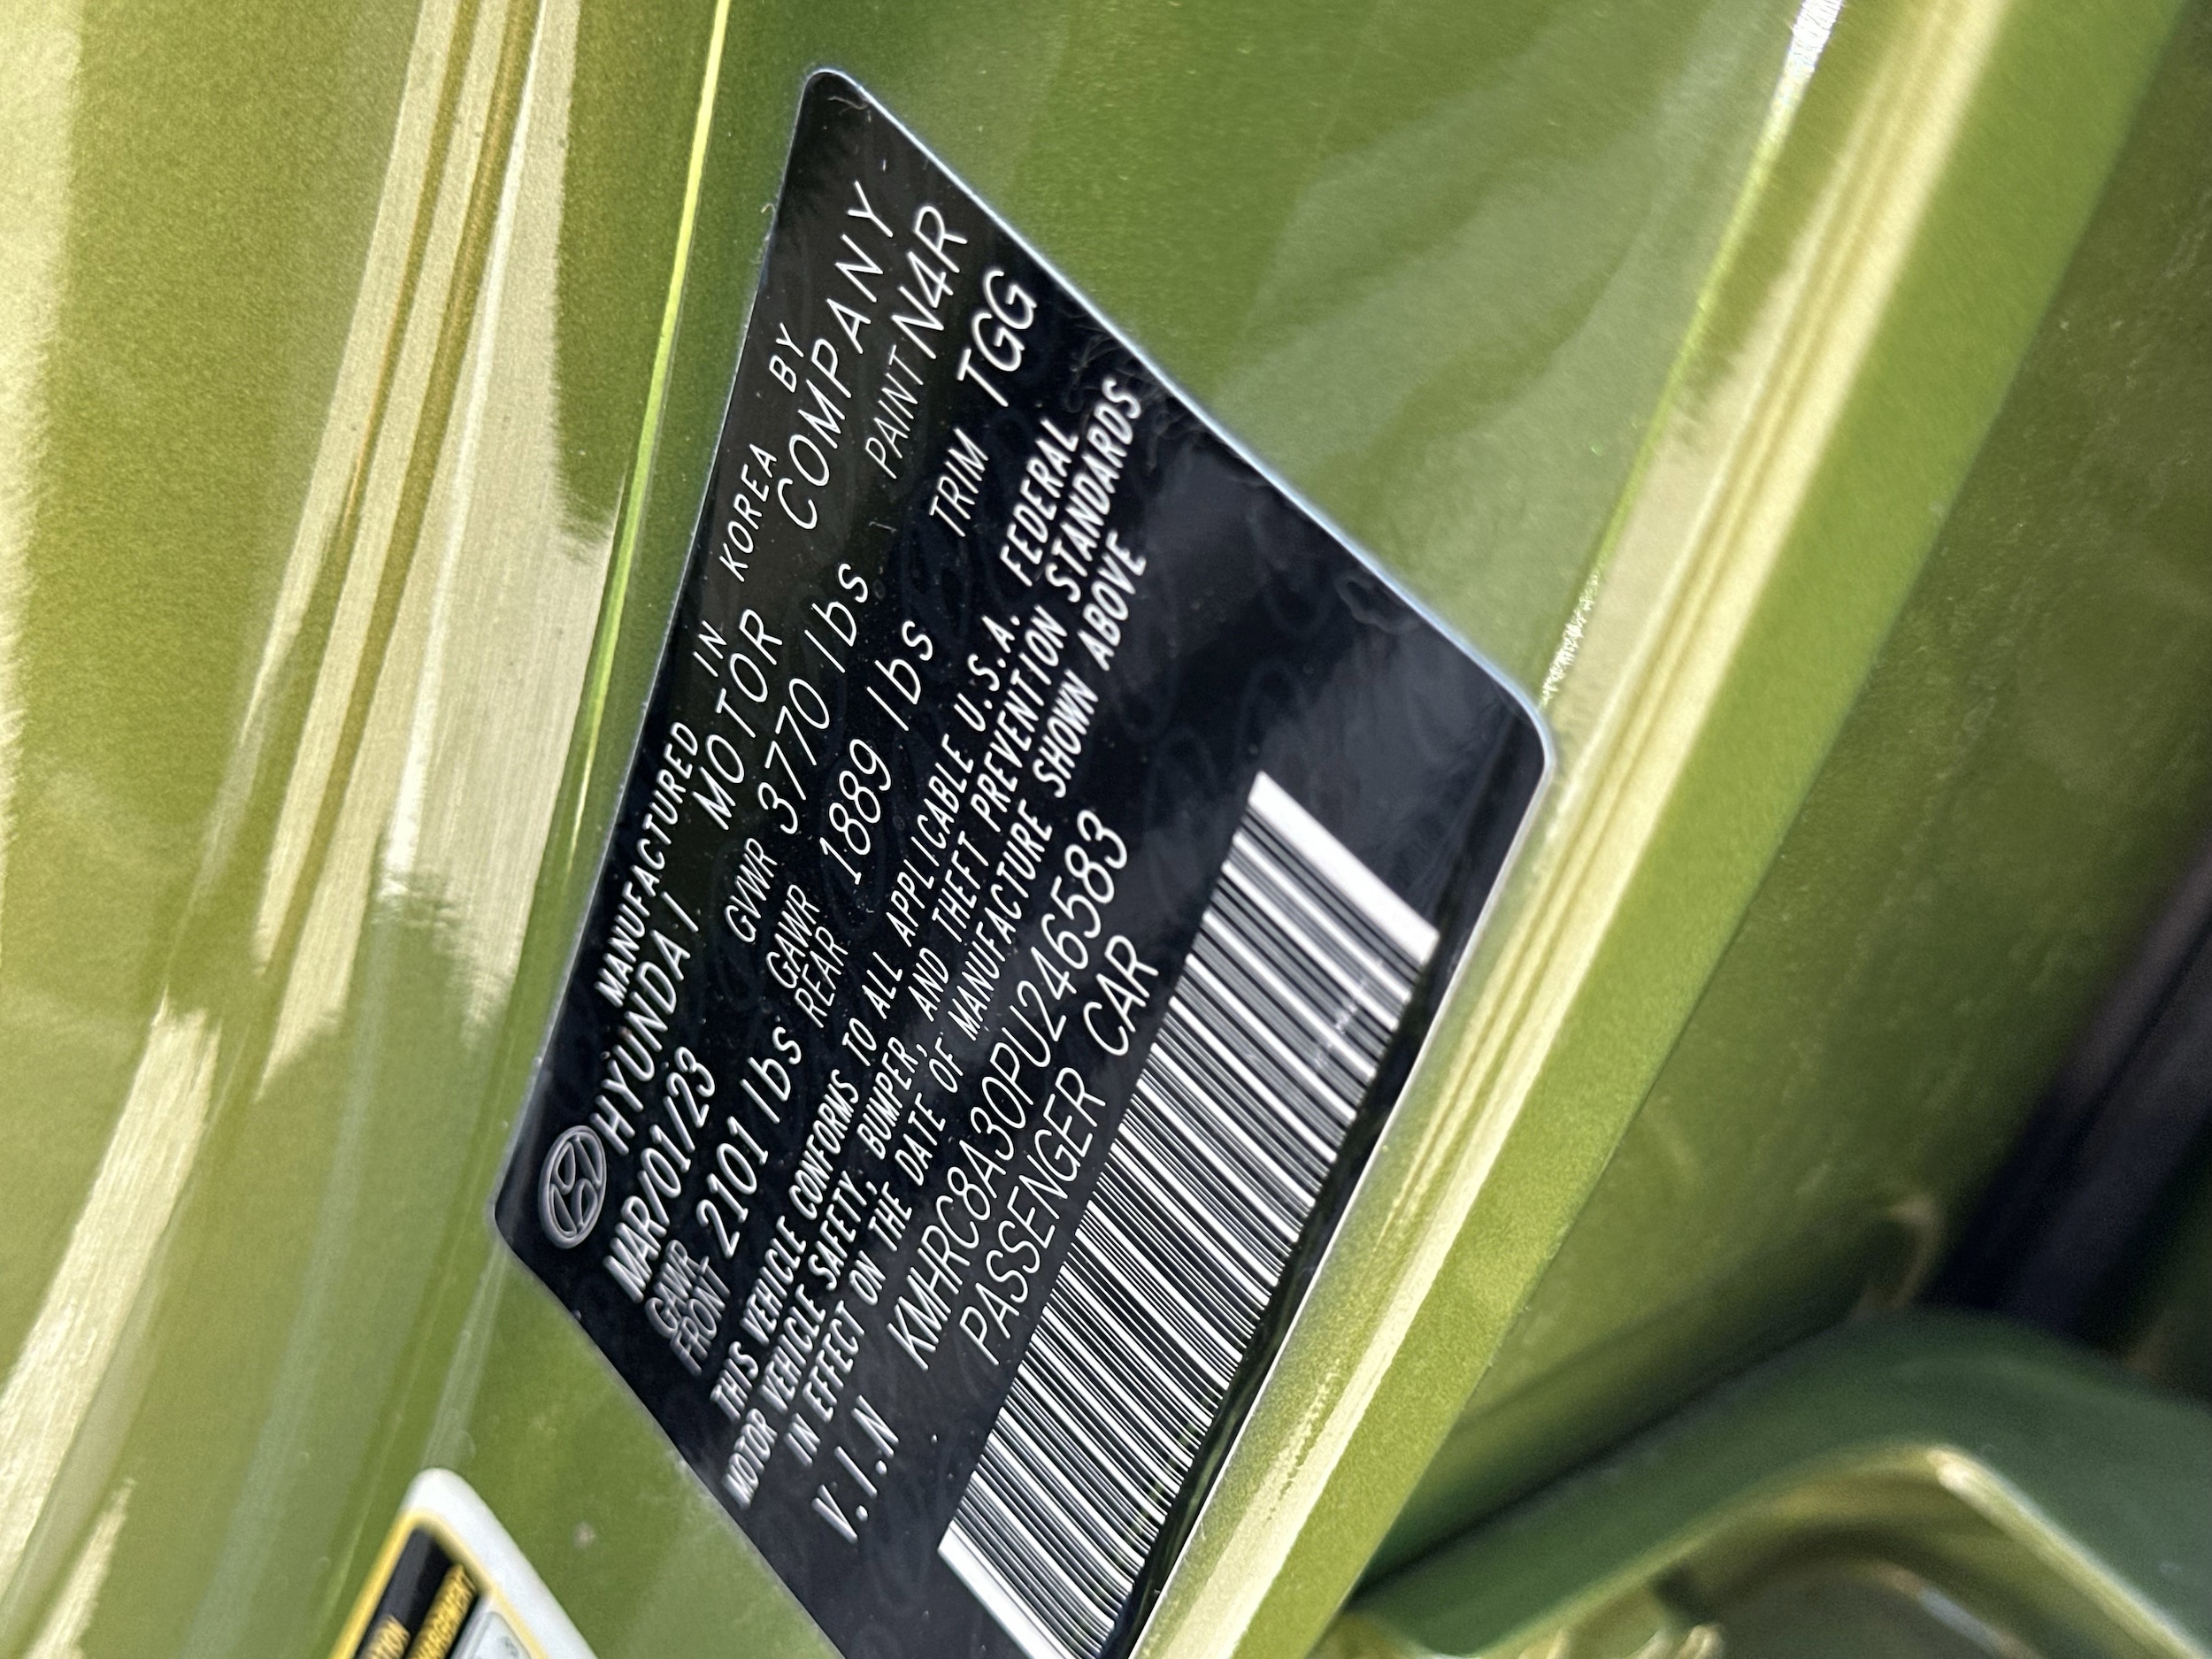 MANUFACTURED IN KOREA BY
HYUNDAI MOTOR COMPANY
MAR/01/23 GVWR 3770 lbs PAINT N4R
GAWR FRONT 2101 lbs GAWR REAR 1889 lbs TRIM TGG
THIS VEHICLE CONFORMS TO ALL APPLICABLE U.S.A. FEDERAL
MOTOR VEHICLE SAFETY, BUMPER, AND THEFT PREVENTION STANDARDS
IN EFFECT ON THE DATE OF MANUFACTURE SHOWN ABOVE
V.I.N KMHRC8A30PU246583
PASSENGER CAR